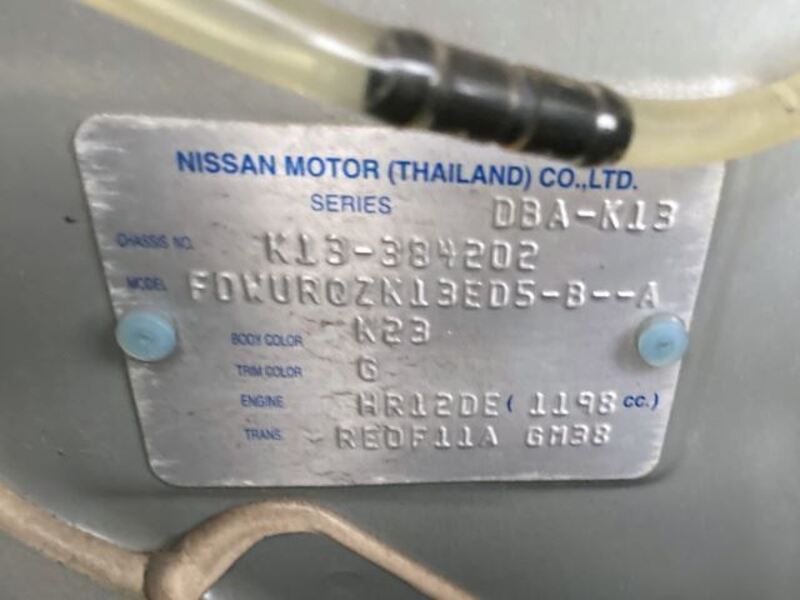 NISSAN MOTOR (THAILAND) CO.,LTD.
SERIES DBA-K13
CHASSIS NO. K13-384202
MODEL FDWURQZK13ED5-B--A
BODY COLOR K23
TRIM COLOR G
ENGINE HR12DE ( 1198 cc.)
TRANS. RE0F11A GM38